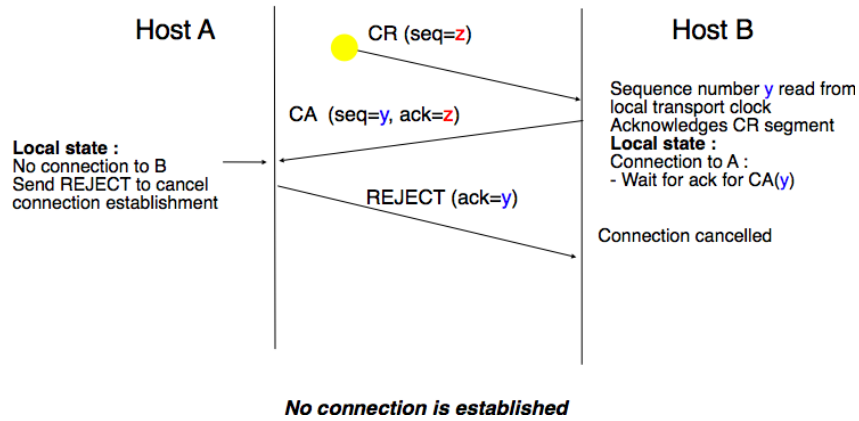 Host A
Host B
CR (seq=z)
Sequence number y read from
local transport clock
Acknowledges CR segment
Local state :
Connection to A :
- Wait for ack for CA(y)
CA (seq=y, ack=z)
Local state :
No connection to B
Send REJECT to cancel
connection establishment
REJECT (ack=y)
Connection cancelled
No connection is established